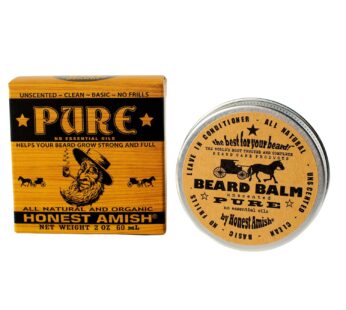 UNSCENTED – CLEAN – BASIC – NO FRILLS
PURE
NO ESSENTIAL OILS
HELPS YOUR BEARD GROW STRONG AND FULL
ALL NATURAL AND ORGANIC
HONEST AMISH®
NET WEIGHT 2 OZ 60 mL
LEAVE IN CONDITIONER - ALL NATURAL
UNSCENTED - CLEAN - BASIC - NO FRILLS
the best for your beard!
THE WORLD'S MOST TRUSTED AND COMPLETE
BEARD CARE PRODUCTS
BEARD BALM
unscented
PURE
no essential oils
by Honest Amish®